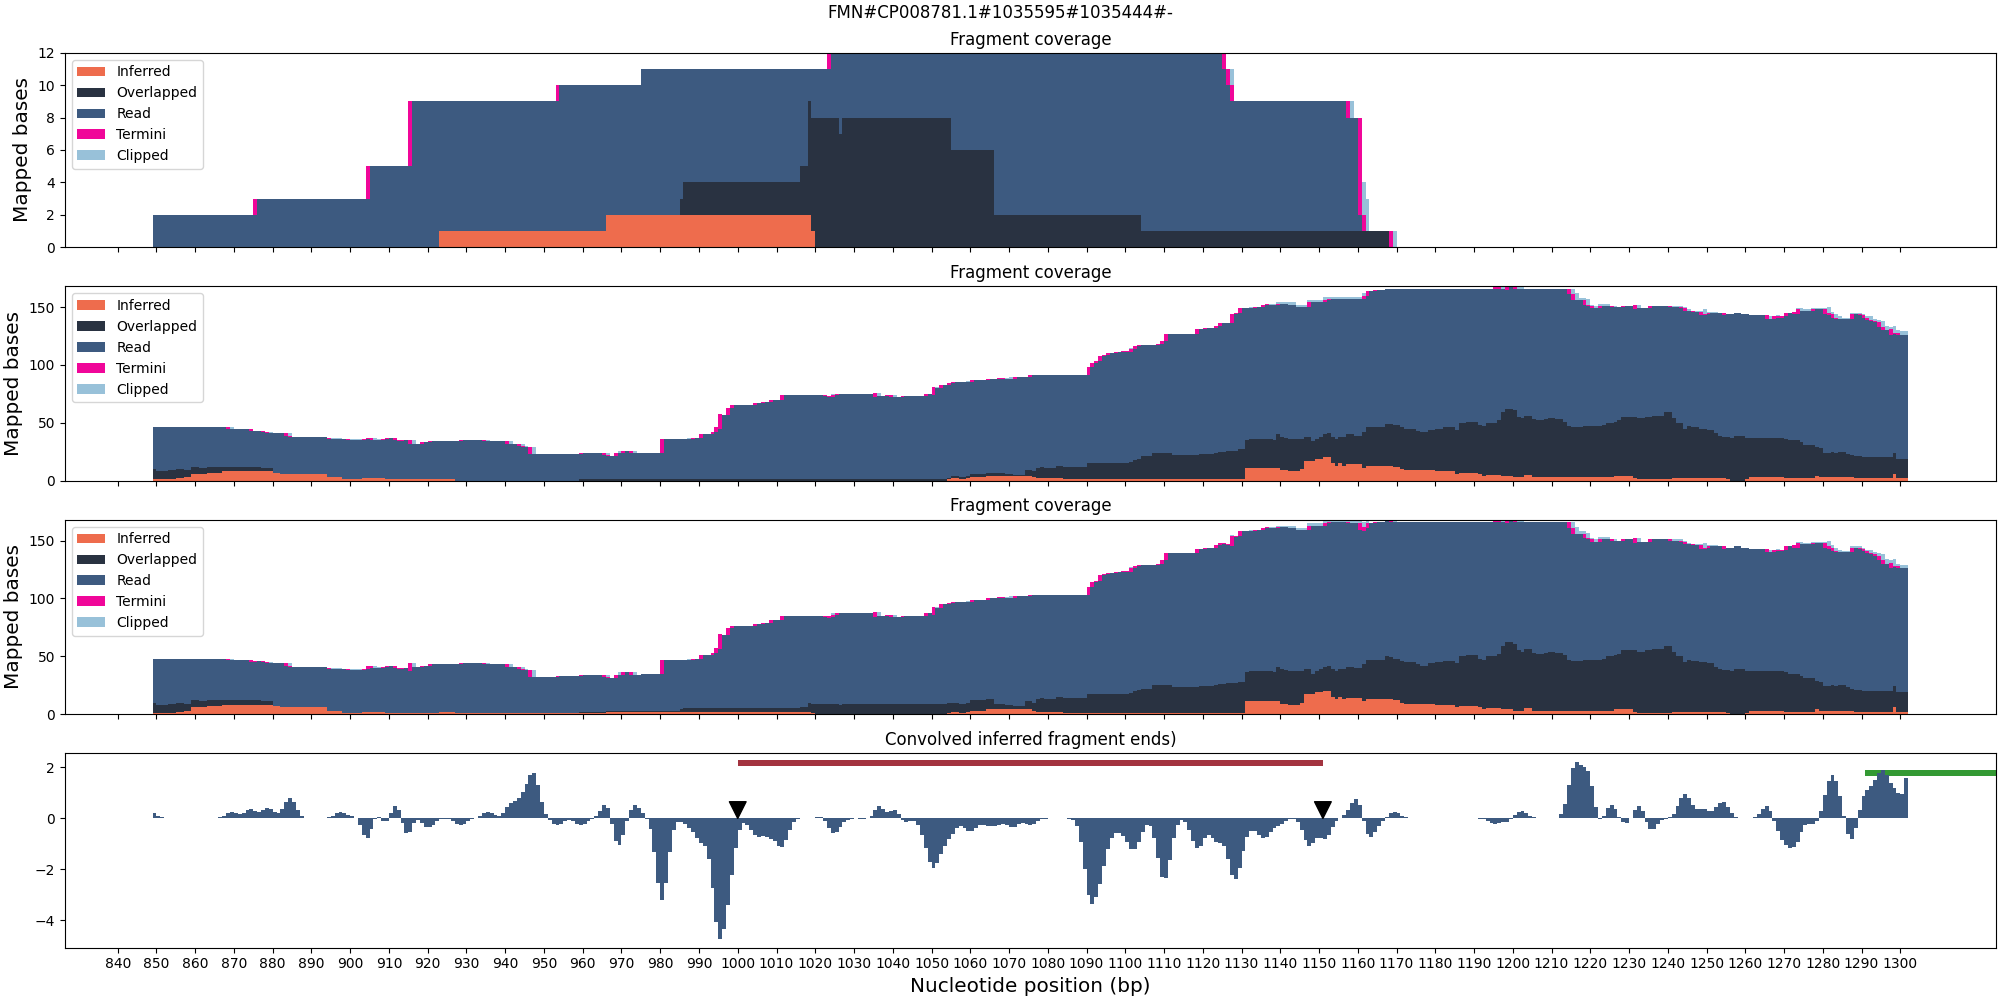 FMN#CP008781.1#1035595#1035444#-
Fragment coverage
Mapped bases
12
10
8
6
4
2
0
Inferred
Overlapped
Read
Termini
Clipped
Fragment coverage
Mapped bases
150
100
50
0
Inferred
Overlapped
Read
Termini
Clipped
Fragment coverage
Mapped bases
150
100
50
0
Inferred
Overlapped
Read
Termini
Clipped
Convolved inferred fragment ends)
2
0
−2
−4
840 850 860 870 880 890 900 910 920 930 940 950 960 970 980 990 1000 1010 1020 1030 1040 1050 1060 1070 1080 1090 1100 1110 1120 1130 1140 1150 1160 1170 1180 1190 1200 1210 1220 1230 1240 1250 1260 1270 1280 1290 1300
Nucleotide position (bp)